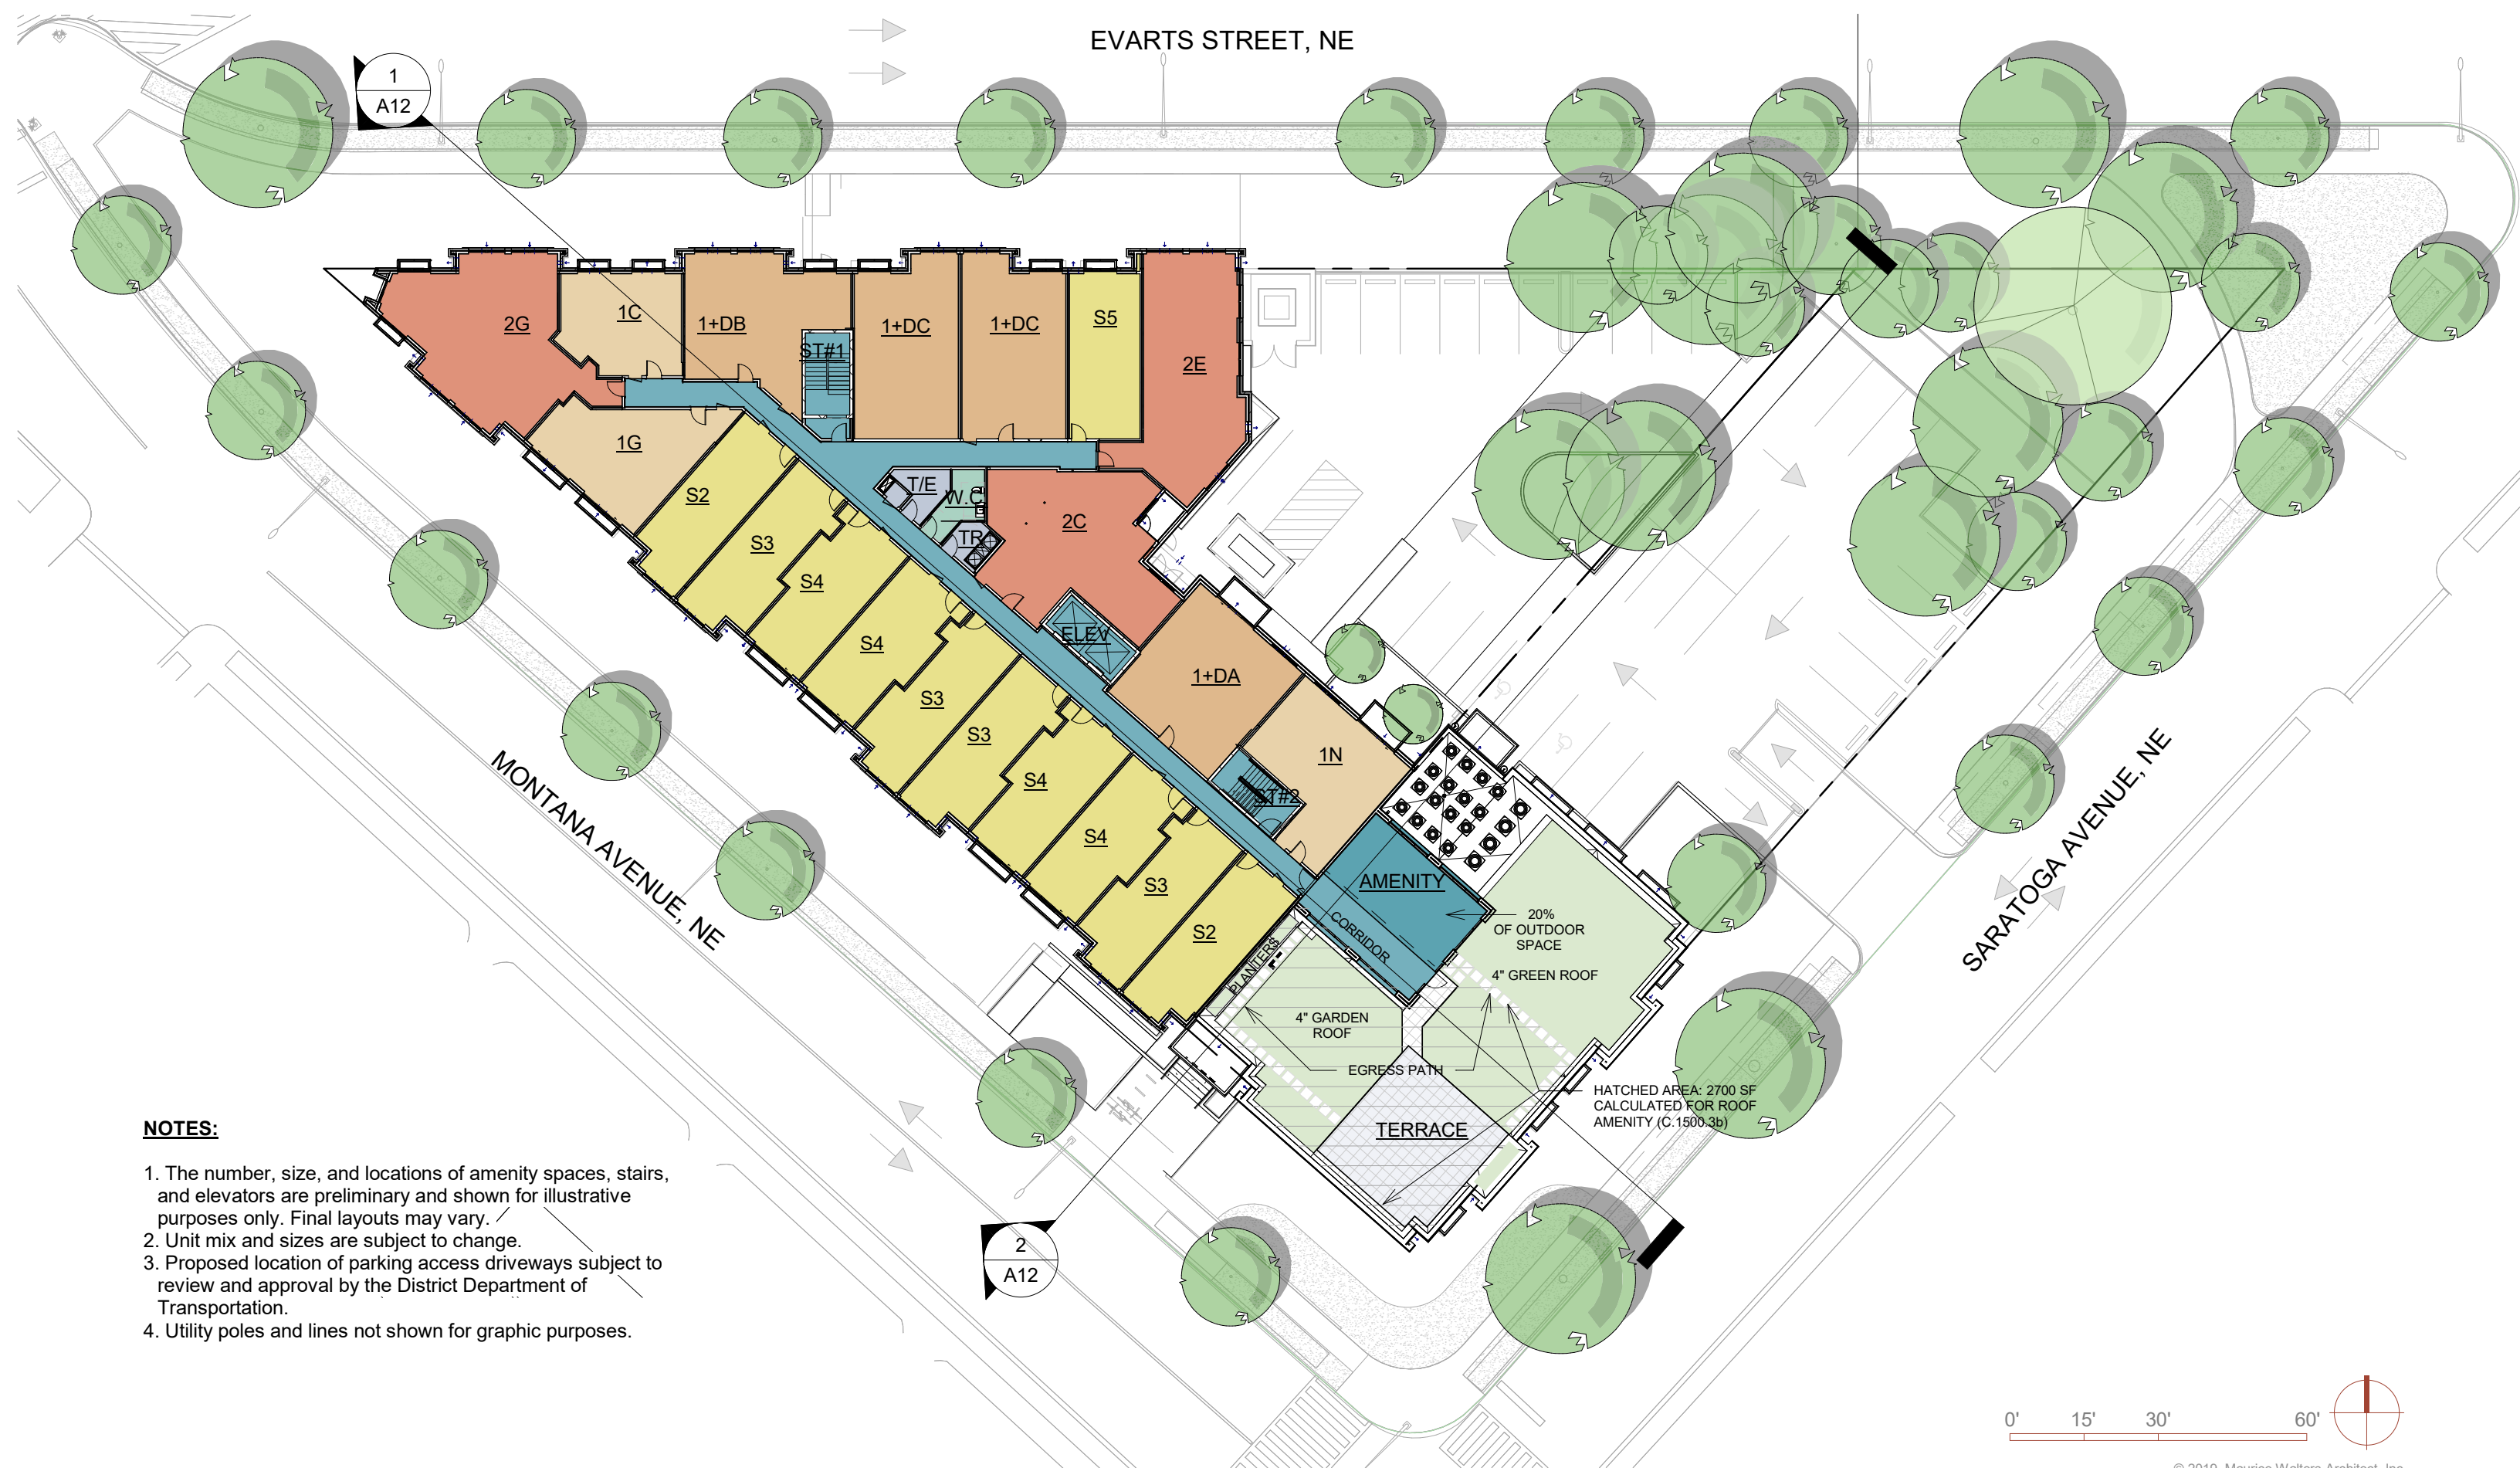 EVARTS STREET, NE
1
A12
2G
1C
1+DB
ST#1
1+DC
1+DC
S5
2E
1G
S2
S3
S4
S4
S3
S3
S4
S4
S3
S2
T/E
W.C.
TR
2C
ELEV
1+DA
1N
ST#2
AMENITY
CORRIDOR
PLANTERS
20%
OF OUTDOOR
SPACE
4" GREEN ROOF
4" GARDEN
ROOF
EGRESS PATH
HATCHED AREA: 2700 SF
CALCULATED FOR ROOF
AMENITY (C.1500.3b)
TERRACE
MONTANA AVENUE, NE
SARATOGA AVENUE, NE
2
A12
NOTES:
1. The number, size, and locations of amenity spaces, stairs,
and elevators are preliminary and shown for illustrative
purposes only. Final layouts may vary.
2. Unit mix and sizes are subject to change.
3. Proposed location of parking access driveways subject to
review and approval by the District Department of
Transportation.
4. Utility poles and lines not shown for graphic purposes.
0' 15' 30' 60'